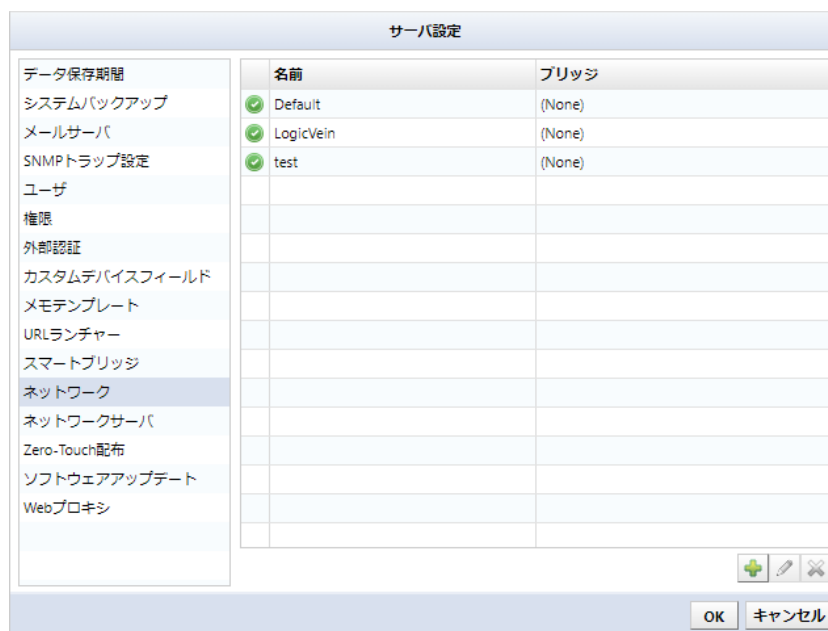 サーバ設定
データ保存期間
システムバックアップ
メールサーバ
SNMPトラップ設定
ユーザ
権限
外部認証
カスタムデバイスフィールド
メモテンプレート
URLランチャー
スマートブリッジ
ネットワーク
ネットワークサーバ
Zero-Touch配布
ソフトウェアアップデート
Webプロキシ
名前 ブリッジ
Default (None)
LogicVein (None)
test (None)
OK キャンセル